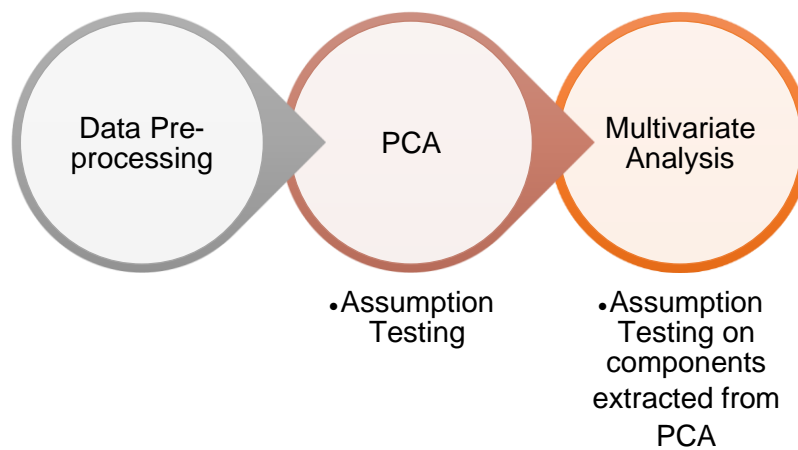 Data Pre-
processing
PCA
Multivariate
Analysis
•Assumption
Testing
•Assumption
Testing on
components
extracted from
PCA